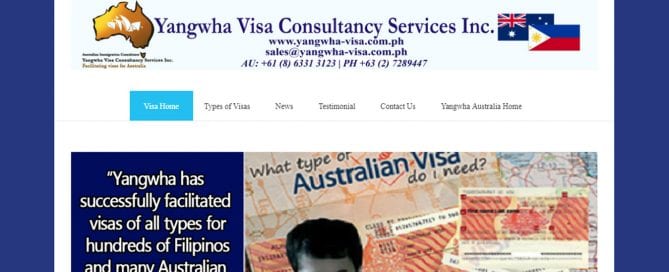 Yangwha Visa Consultancy Services Inc.
www.yangwha-visa.com.ph
sales@yangwha-visa.com.ph
AU: +61 (8) 6331 3123 | PH +63 (2) 7289447
Australian Immigration Consultant
Yangwha Visa Consultancy Services Inc.
Facilitating visas for Australia
Visa Home
Types of Visas
News
Testimonial
Contact Us
Yangwha Australia Home
"Yangwha has
successfully facilitated
visas of all types for
hundreds of Filipinos
and many Australian
What type of
Australian Visa
do i need?